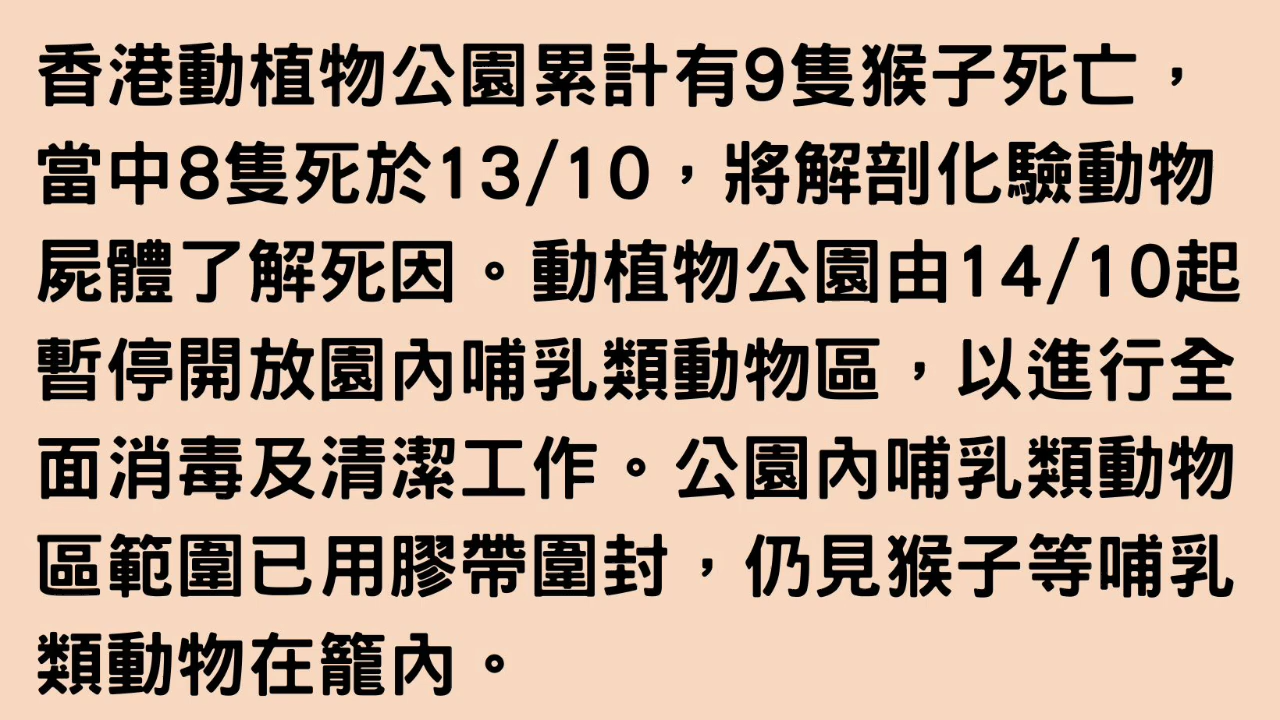 香港動植物公園累計有9隻猴子死亡，
當中8隻死於13/10，將解剖化驗動物
屍體了解死因。動植物公園由14/10起
暫停開放園內哺乳類動物區，以進行全
面消毒及清潔工作。公園內哺乳類動物
區範圍已用膠帶圍封，仍見猴子等哺乳
類動物在籠內。